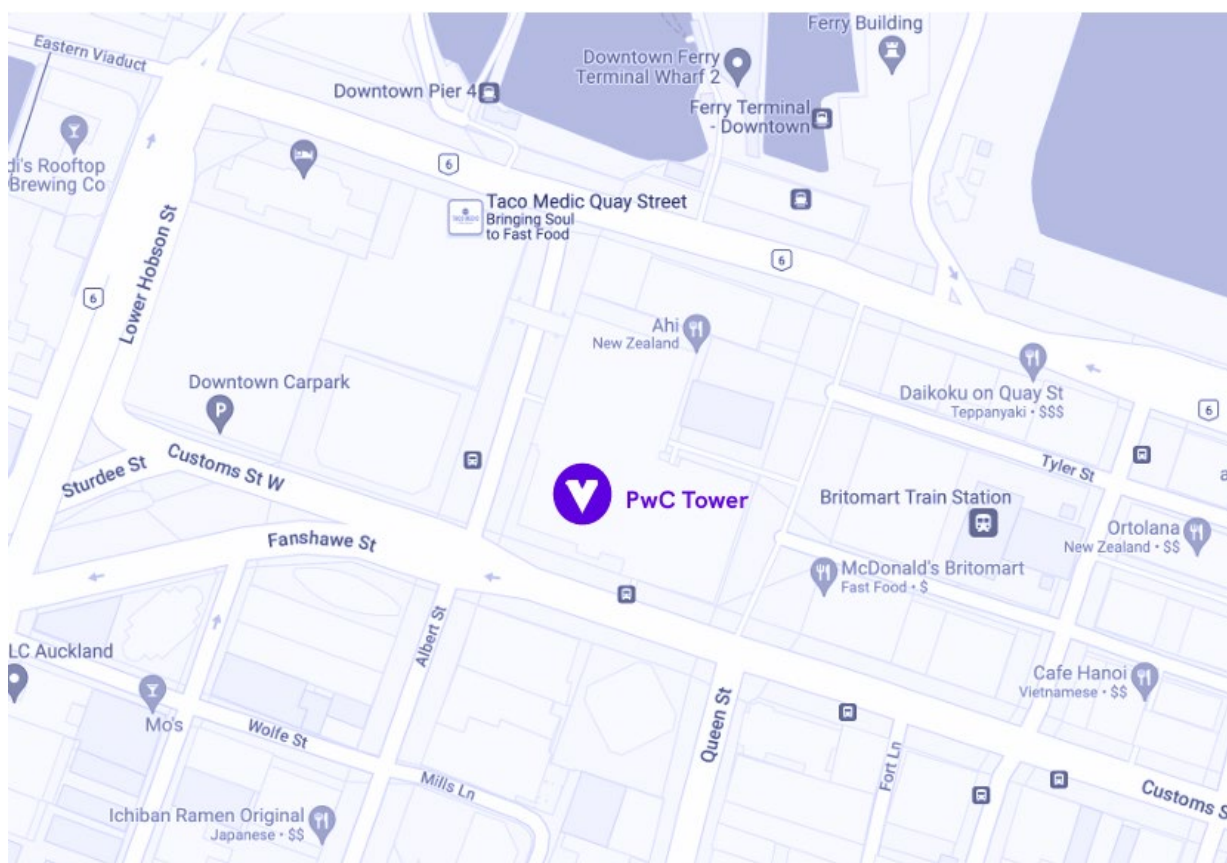 Ferry Building
Eastern Viaduct
Downtown Ferry
Terminal Wharf 2
Downtown Pier 4
Ferry Terminal
- Downtown
di's Rooftop
Brewing Co
6
Taco Medic Quay Street
Bringing Soul
to Fast Food
Lower Hobson St
6
6
Ahi
New Zealand
Downtown Carpark
P
Daikoku on Quay St
Teppanyaki • $$$
6
Tyler St
a
Sturdee St
Customs St W
PwC Tower
Britomart Train Station
Ortolana
New Zealand • $$
Fanshawe St
McDonald's Britomart
Fast Food • $
Albert St
LC Auckland
Mo's
Cafe Hanoi
Vietnamese • $$
Wolfe St
Queen St
Fort Ln
Mills Ln
Customs S
Ichiban Ramen Original
Japanese • $$